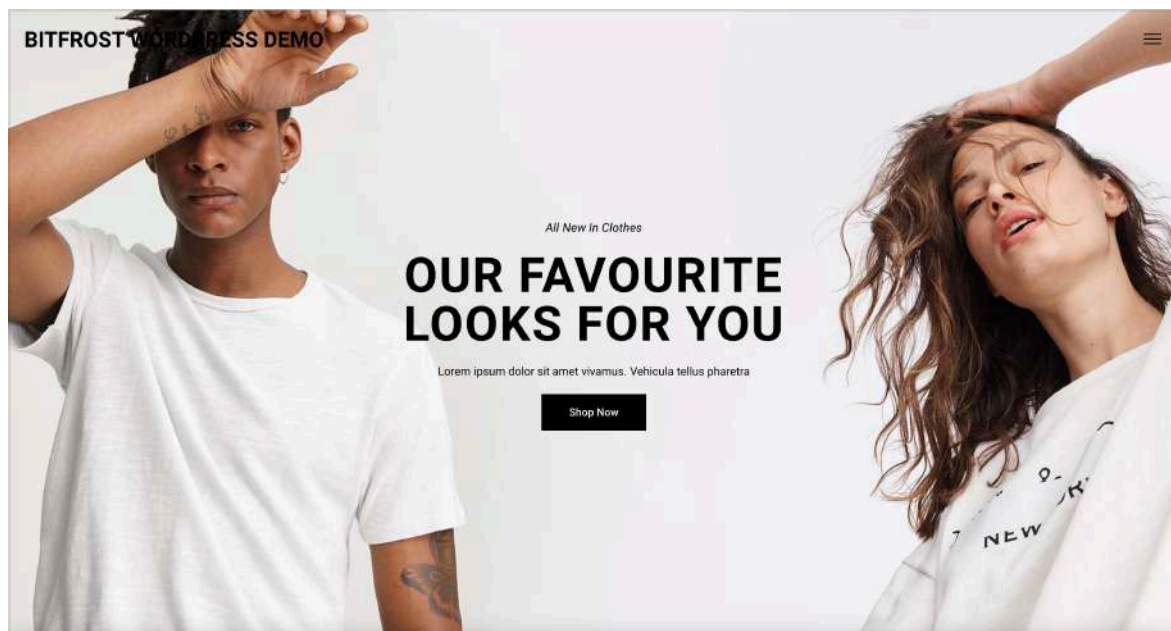 BITFROST WORDPRESS DEMO
All New In Clothes
OUR FAVOURITE
LOOKS FOR YOU
Lorem ipsum dolor sit amet vivamus. Vehicula tellus pharetra
Shop Now
NEW